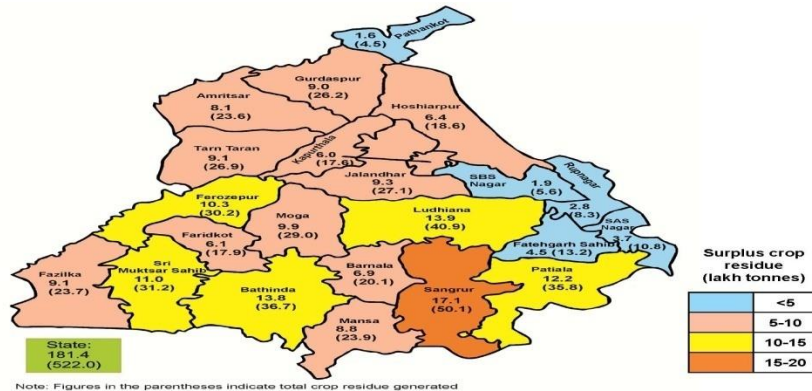 Pathankot
1.6
(4.5)
Gurdaspur
9.0
(26.2)
Amritsar
8.1
(23.6)
Hoshiarpur
6.4
(18.6)
Tarn Taran
9.1
(26.9)
Kapurthala
6.0
(17.6)
Jalandhar
9.3
(27.1)
SBS
Nagar
1.9
(5.6)
Rupnagar
2.8
(8.3)
SAS
Nagar
3.7
(10.8)
Ferozepur
10.3
(30.2)
Moga
9.9
(29.0)
Ludhiana
13.9
(40.9)
Fatehgarh Sahib
4.5 (13.2)
Faridkot
6.1
(17.9)
Fazilka
9.1
(23.7)
Sri
Muktsar Sahib
11.0
(31.2)
Bathinda
13.8
(36.7)
Barnala
6.9
(20.1)
Sangrur
17.1
(50.1)
Patiala
12.2
(35.8)
Mansa
8.8
(23.9)
State:
181.4
(522.0)
Surplus crop
residue
(lakh tonnes)
<5
5-10
10-15
15-20
Note: Figures in the parentheses indicate total crop residue generated